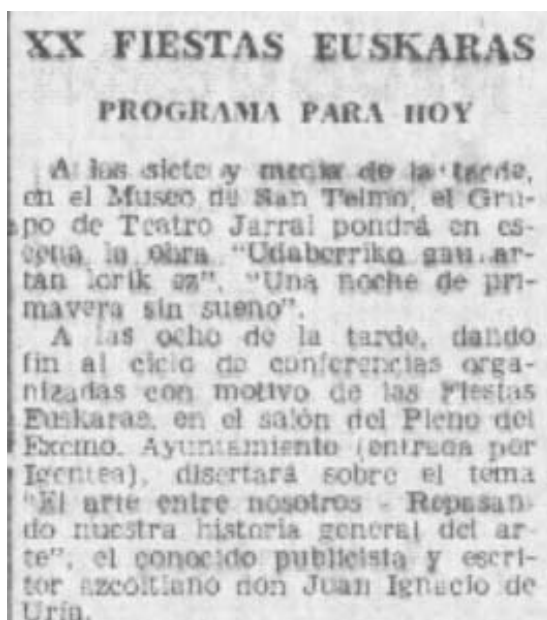 XX FIESTAS EUSKARAS
PROGRAMA PARA HOY
A las siete y media de la tarde,
en el Museo de San Telmo, el Gru-
po de Teatro Jarrai pondrá en es-
cena la obra "Udaberriko gau ar-
tan lorik ez", "Una noche de pri-
mavera sin sueño".
A las ocho de la tarde, dando
fin al ciclo de conferencias orga-
nizadas con motivo de las Fiestas
Euskaras, en el salón del Pleno del
Excmo. Ayuntamiento (entrada por
Igentea), disertará sobre el tema
"El arte entre nosotros - Repasan-
do nuestra historia general del ar-
te", el conocido publicista y escri-
tor azcoitiano don Juan Ignacio de
Uría.